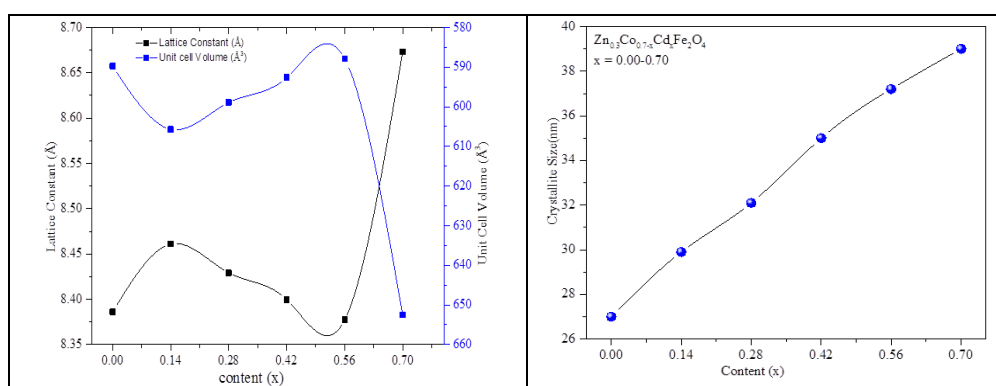 8.70
8.65
8.60
8.55
8.50
8.45
8.40
8.35
Lattice Constant (Å)
Lattice Constant (Å)
Unit cell Volume (Å³)
580
590
600
610
620
630
640
650
660
Unit Cell Volume (Å³)
0.00 0.14 0.28 0.42 0.56 0.70
content (x)
40
38
36
34
32
30
28
26
Crystallite Size(nm)
Zn₀.₃Co₀.₇₋ₓCdₓFe₂O₄
x = 0.00-0.70
0.00 0.14 0.28 0.42 0.56 0.70
Content (x)